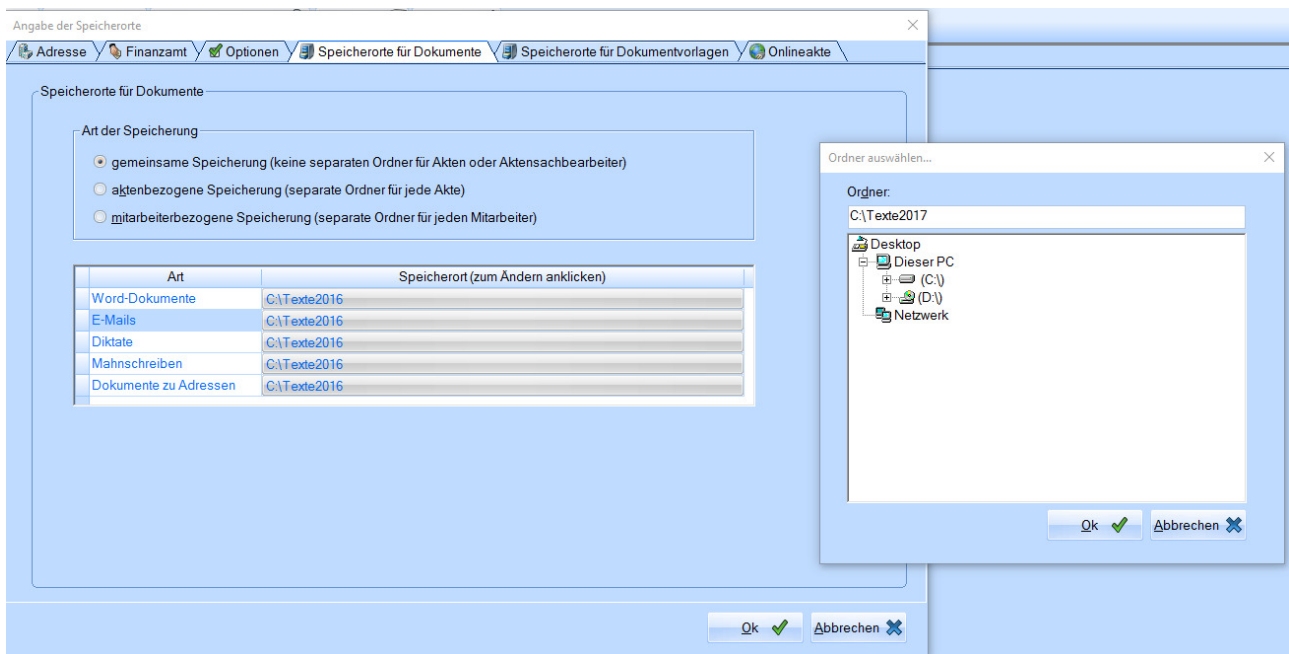 Angabe der Speicherorte
Adresse Finanzamt Optionen Speicherorte für Dokumente Speicherorte für Dokumentvorlagen Onlineakte
Speicherorte für Dokumente
Art der Speicherung
gemeinsame Speicherung (keine separaten Ordner für Akten oder Aktensachbearbeiter)
aktenbezogene Speicherung (separate Ordner für jede Akte)
mitarbeiterbezogene Speicherung (separate Ordner für jeden Mitarbeiter)
Art Speicherort (zum Ändern anklicken)
Word-Dokumente C:\Texte2016
E-Mails C:\Texte2016
Diktate C:\Texte2016
Mahnschreiben C:\Texte2016
Dokumente zu Adressen C:\Texte2016
Ok Abbrechen
Ordner auswählen...
Ordner:
C:\Texte2017
Desktop
Dieser PC
(C:\)
(D:\)
Netzwerk
Ok Abbrechen